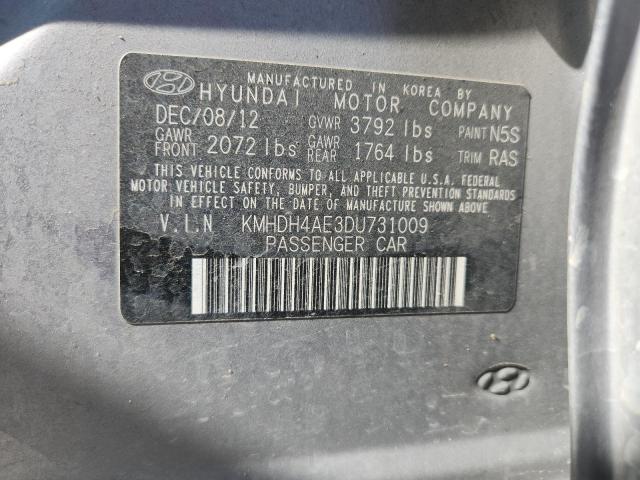 MANUFACTURED IN KOREA BY
HYUNDAI MOTOR COMPANY
DEC/08/12 GVWR 3792 lbs PAINT N5S
GAWR FRONT 2072 lbs GAWR REAR 1764 lbs TRIM RAS
THIS VEHICLE CONFORMS TO ALL APPLICABLE U.S.A. FEDERAL
MOTOR VEHICLE SAFETY, BUMPER, AND THEFT PREVENTION STANDARDS
IN EFFECT ON THE DATE OF MANUFACTURE SHOWN ABOVE.
V.I.N KMHDH4AE3DU731009
PASSENGER CAR